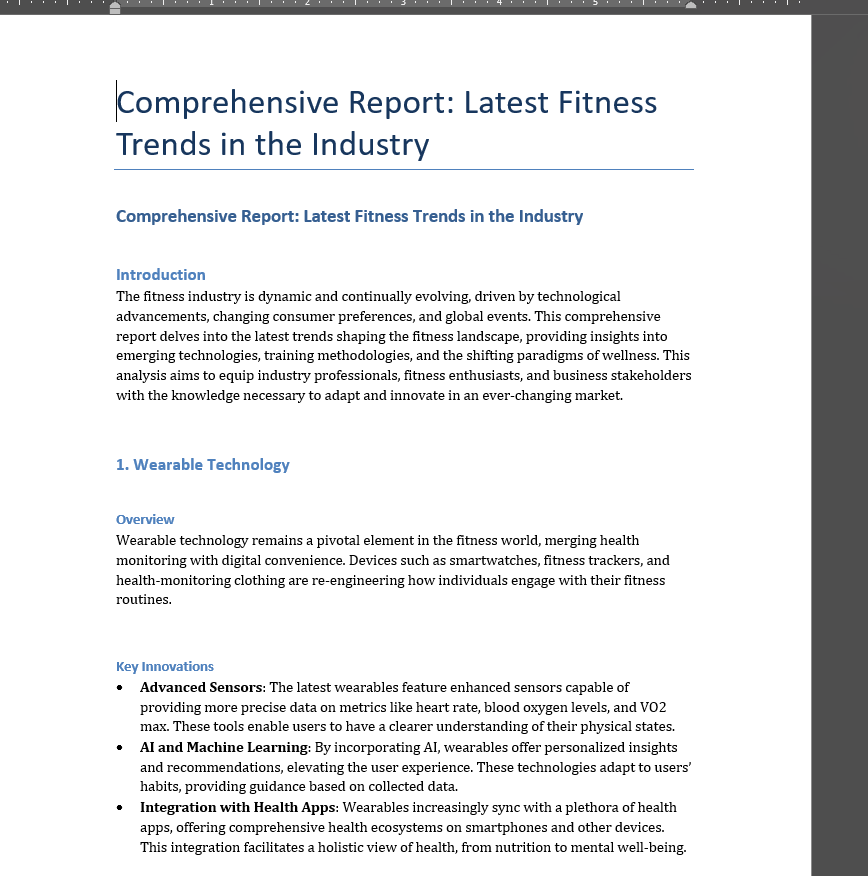 1 2 3 4 5
Comprehensive Report: Latest Fitness
Trends in the Industry
Comprehensive Report: Latest Fitness Trends in the Industry
Introduction
The fitness industry is dynamic and continually evolving, driven by technological
advancements, changing consumer preferences, and global events. This comprehensive
report delves into the latest trends shaping the fitness landscape, providing insights into
emerging technologies, training methodologies, and the shifting paradigms of wellness. This
analysis aims to equip industry professionals, fitness enthusiasts, and business stakeholders
with the knowledge necessary to adapt and innovate in an ever-changing market.
1. Wearable Technology
Overview
Wearable technology remains a pivotal element in the fitness world, merging health
monitoring with digital convenience. Devices such as smartwatches, fitness trackers, and
health-monitoring clothing are re-engineering how individuals engage with their fitness
routines.
Key Innovations
• Advanced Sensors: The latest wearables feature enhanced sensors capable of
providing more precise data on metrics like heart rate, blood oxygen levels, and VO2
max. These tools enable users to have a clearer understanding of their physical states.
• AI and Machine Learning: By incorporating AI, wearables offer personalized insights
and recommendations, elevating the user experience. These technologies adapt to users’
habits, providing guidance based on collected data.
• Integration with Health Apps: Wearables increasingly sync with a plethora of health
apps, offering comprehensive health ecosystems on smartphones and other devices.
This integration facilitates a holistic view of health, from nutrition to mental well-being.